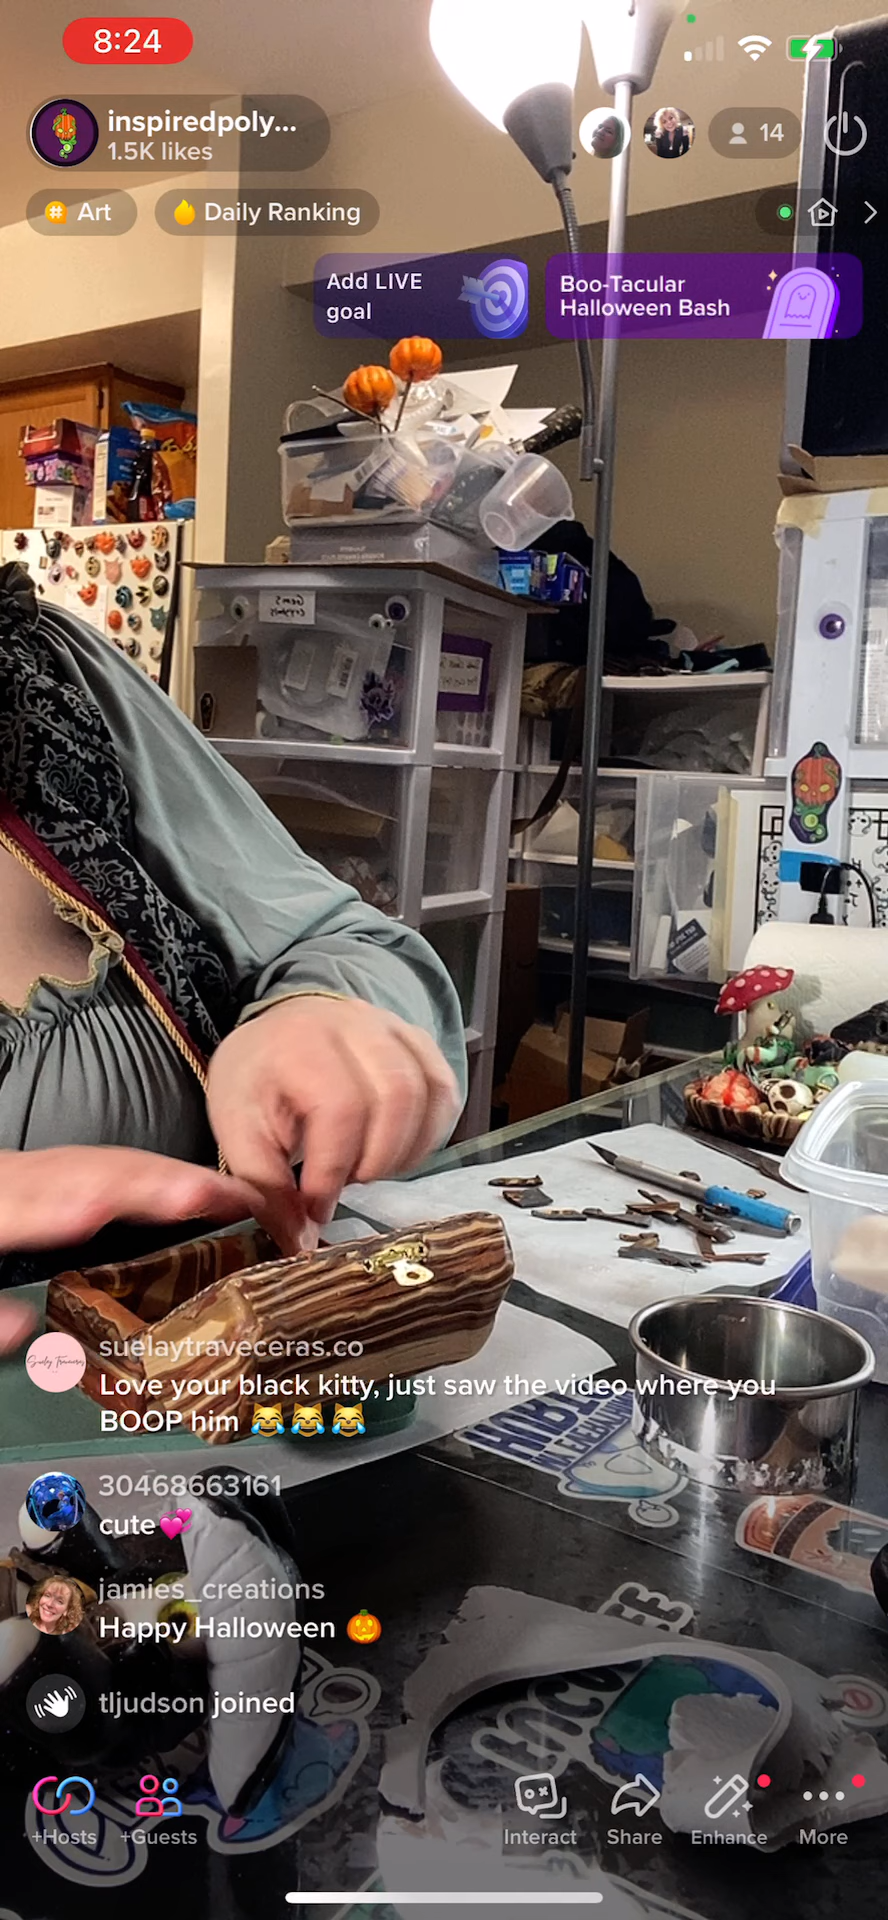 8:24
inspiredpoly...
1.5K likes
14
Art
Daily Ranking
Add LIVE
goal
Boo-Tacular
Halloween Bash
Gems
suelaytraveceras.co
Love your black kitty, just saw the video where you
BOOP him 😹😹😹
30468663161
cute💞
jamies_creations
Happy Halloween 🎃
tljudson joined
+Hosts
+Guests
Interact
Share
Enhance
More